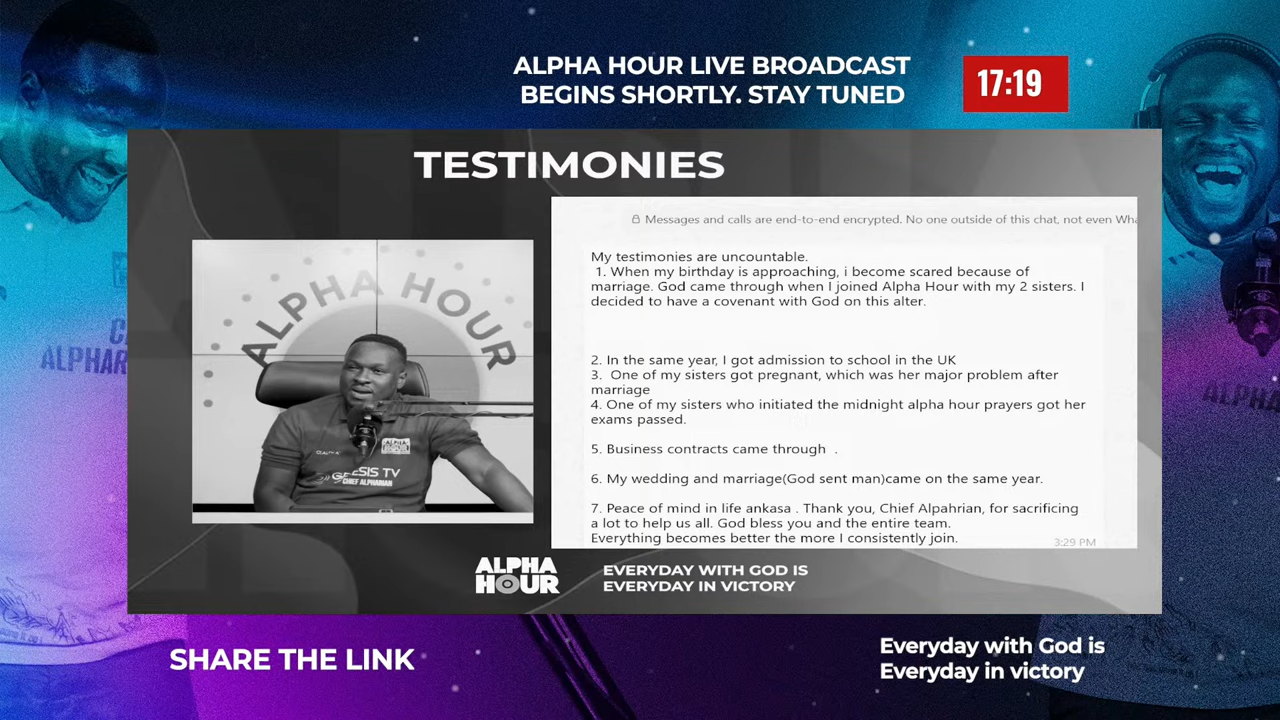 ALPHA HOUR LIVE BROADCAST
BEGINS SHORTLY. STAY TUNED
17:19
TESTIMONIES
ALPHA HOUR
ALPHA
GENESIS TV
CHIEF ALPHARIAN
Messages and calls are end-to-end encrypted. No one outside of this chat, not even Wha
My testimonies are uncountable.
1. When my birthday is approaching, i become scared because of
marriage. God came through when I joined Alpha Hour with my 2 sisters. I
decided to have a covenant with God on this alter.
2. In the same year, I got admission to school in the UK
3. One of my sisters got pregnant, which was her major problem after
marriage
4. One of my sisters who initiated the midnight alpha hour prayers got her
exams passed.
5. Business contracts came through .
6. My wedding and marriage(God sent man)came on the same year.
7. Peace of mind in life ankasa . Thank you, Chief Alpahrian, for sacrificing
a lot to help us all. God bless you and the entire team.
Everything becomes better the more I consistently join.
3:29 PM
ALPHA
HOUR
EVERYDAY WITH GOD IS
EVERYDAY IN VICTORY
SHARE THE LINK
Everyday with God is
Everyday in victory